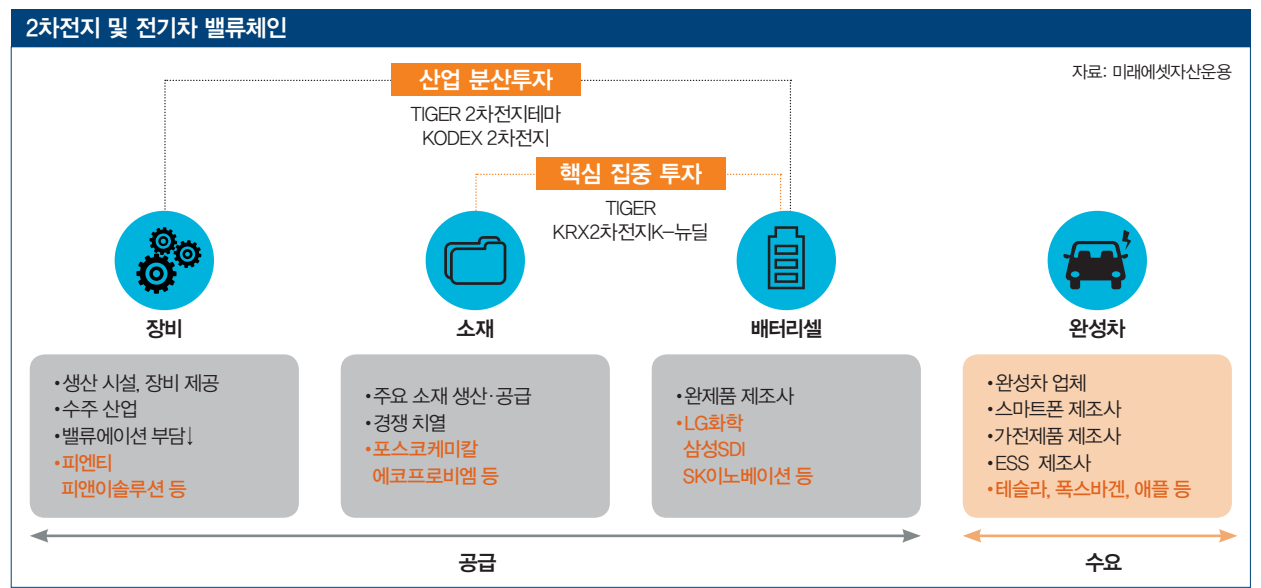 2차전지 및 전기차 밸류체인
자료: 미래에셋자산운용
산업 분산투자
TIGER 2차전지테마
KODEX 2차전지
핵심 집중 투자
TIGER
KRX2차전지K-뉴딜
장비
•생산 시설, 장비 제공
•수주 산업
•밸류에이션 부담↓
•피엔티
피앤이솔루션 등
소재
•주요 소재 생산·공급
•경쟁 치열
•포스코케미칼
에코프로비엠 등
배터리셀
•완제품 제조사
•LG화학
삼성SDI
SK이노베이션 등
완성차
•완성차 업체
•스마트폰 제조사
•가전제품 제조사
•ESS 제조사
•테슬라, 폭스바겐, 애플 등
공급
수요